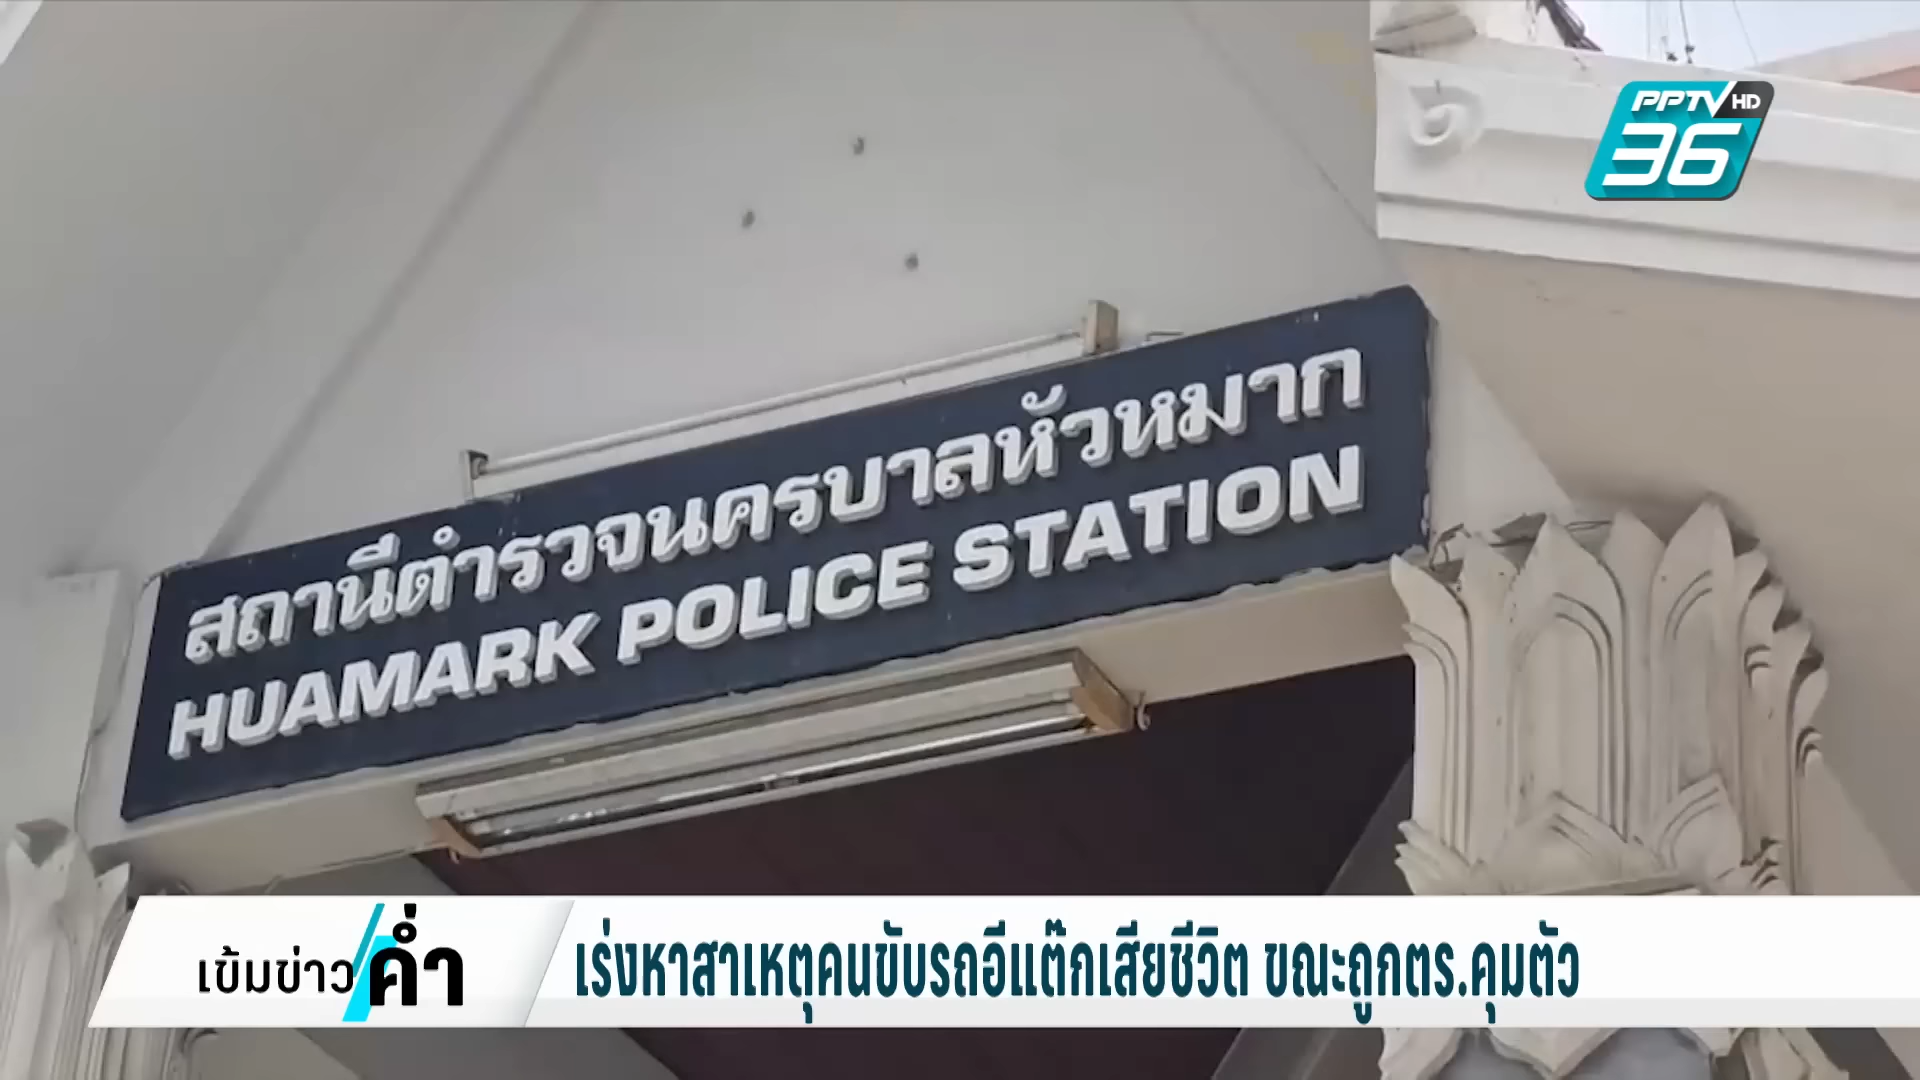 PPTV HD
36
สถานีตำรวจนครบาลหัวหมาก
HUAMARK POLICE STATION
เข้มข่าวค่ำ
เร่งหาสาเหตุคนขับรถอีแต๊กเสียชีวิต ขณะถูกตร.คุมตัว